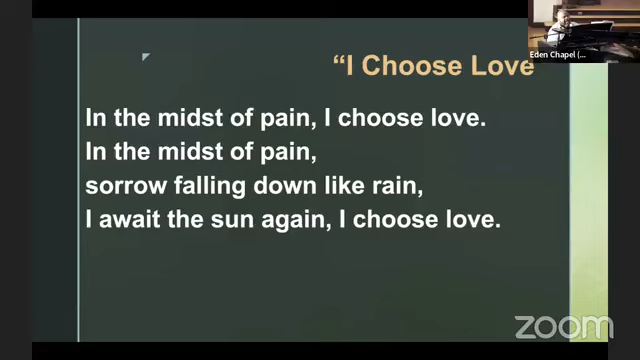 Eden Chapel (...
“I Choose Love
In the midst of pain, I choose love.
In the midst of pain,
sorrow falling down like rain,
I await the sun again, I choose love.
zoom